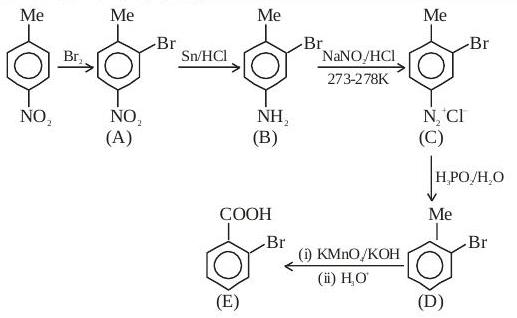 Me Me Me Me
Br₂ Br Sn/HCl Br NaNO₂/HCl Br
273-278K
NO₂ NO₂ NH₂ N₂⁺Cl⁻
(A) (B) (C)
H₃PO₂/H₂O
COOH Me
Br (i) KMnO₄/KOH Br
(ii) H₃O⁺
(E) (D)